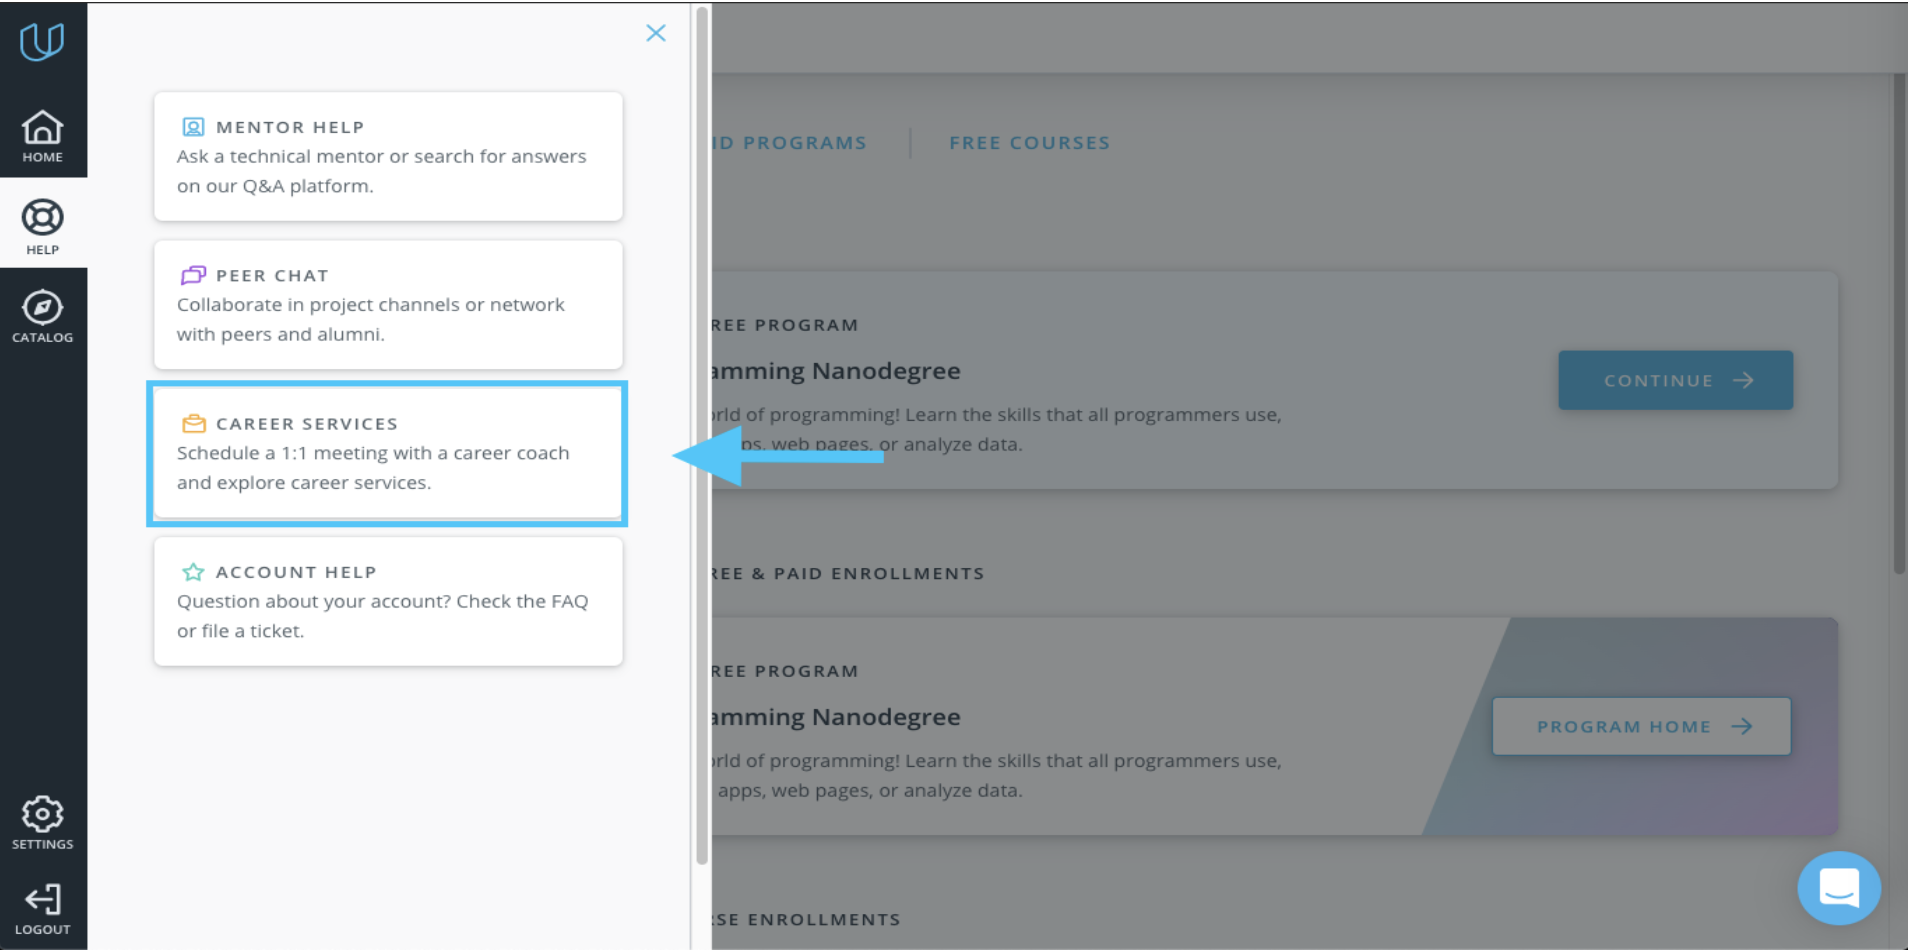 HOME
HELP
CATALOG
SETTINGS
LOGOUT
MENTOR HELP
Ask a technical mentor or search for answers
on our Q&A platform.
PEER CHAT
Collaborate in project channels or network
with peers and alumni.
CAREER SERVICES
Schedule a 1:1 meeting with a career coach
and explore career services.
ACCOUNT HELP
Question about your account? Check the FAQ
or file a ticket.
ID PROGRAMS
FREE COURSES
REE PROGRAM
amming Nanodegree
orld of programming! Learn the skills that all programmers use,
ps, web pages, or analyze data.
CONTINUE
REE & PAID ENROLLMENTS
REE PROGRAM
amming Nanodegree
orld of programming! Learn the skills that all programmers use,
apps, web pages, or analyze data.
PROGRAM HOME
SE ENROLLMENTS